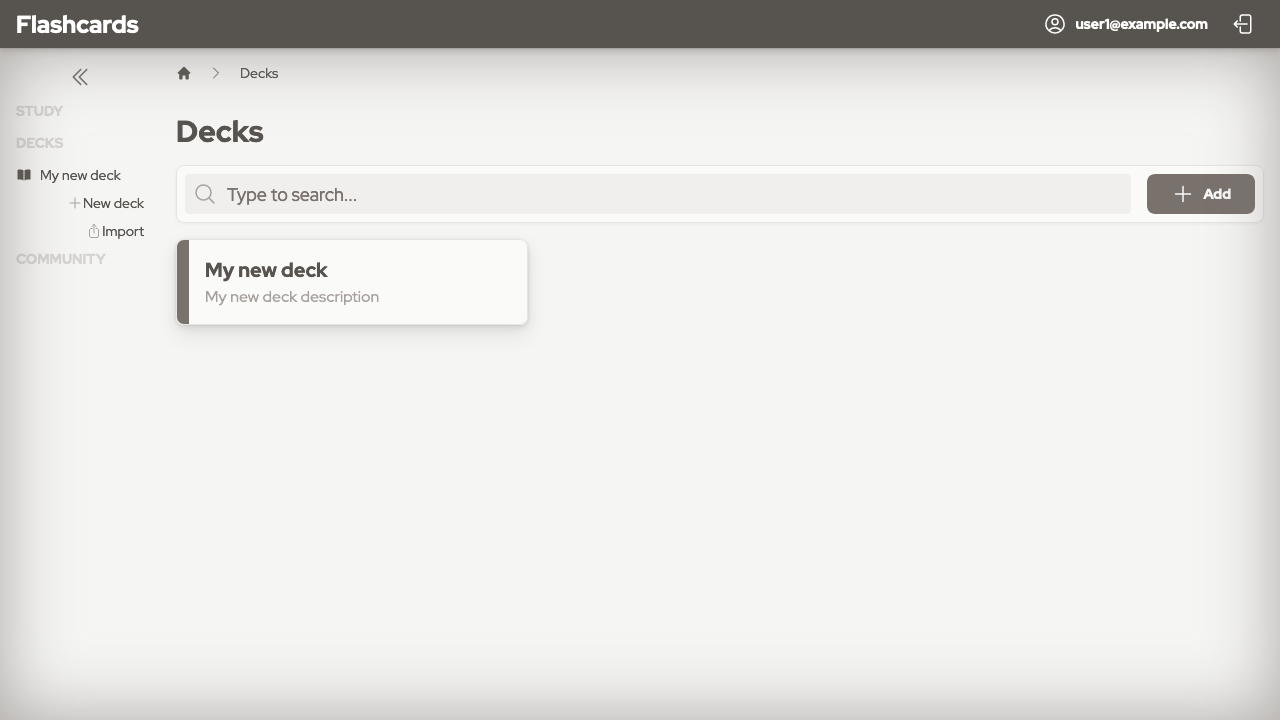 Flashcards
user1@example.com
Decks
STUDY
DECKS
My new deck
New deck
Import
COMMUNITY
Decks
Type to search...
Add
My new deck
My new deck description